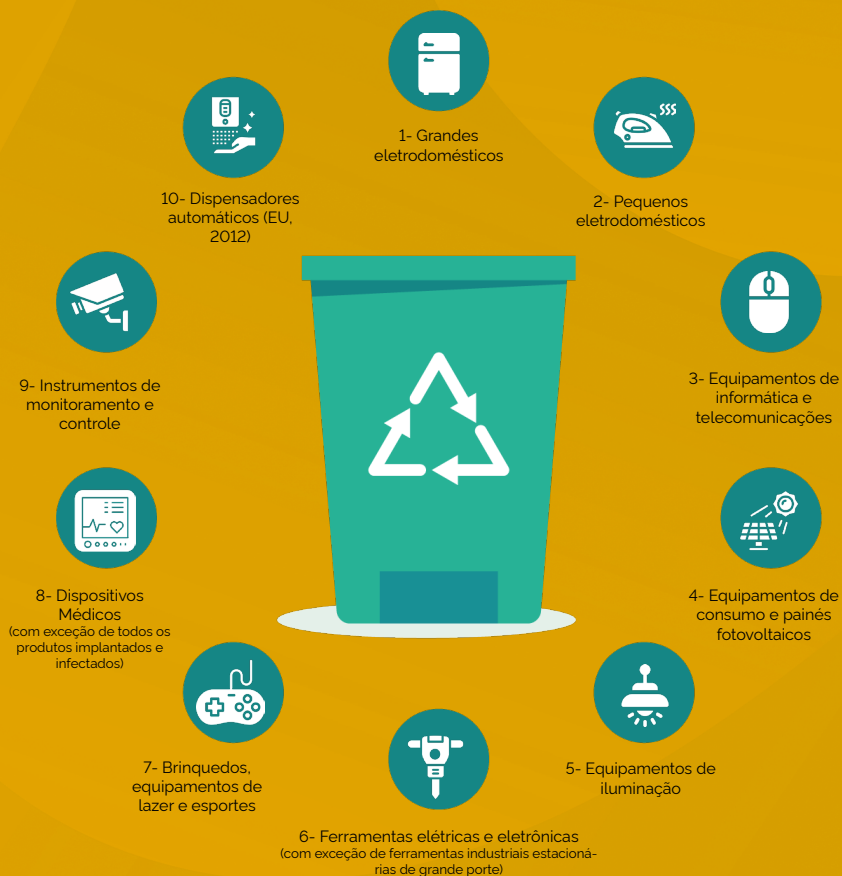 1- Grandes
eletrodomésticos
2- Pequenos
eletrodomésticos
3- Equipamentos de
informática e
telecomunicações
4- Equipamentos de
consumo e painés
fotovoltaicos
5- Equipamentos de
iluminação
6- Ferramentas elétricas e eletrônicas
(com exceção de ferramentas industriais estacioná-
rias de grande porte)
7- Brinquedos,
equipamentos de
lazer e esportes
8- Dispositivos
Médicos
(com exceção de todos os
produtos implantados e
infectados)
9- Instrumentos de
monitoramento e
controle
10- Dispensadores
automáticos (EU,
2012)